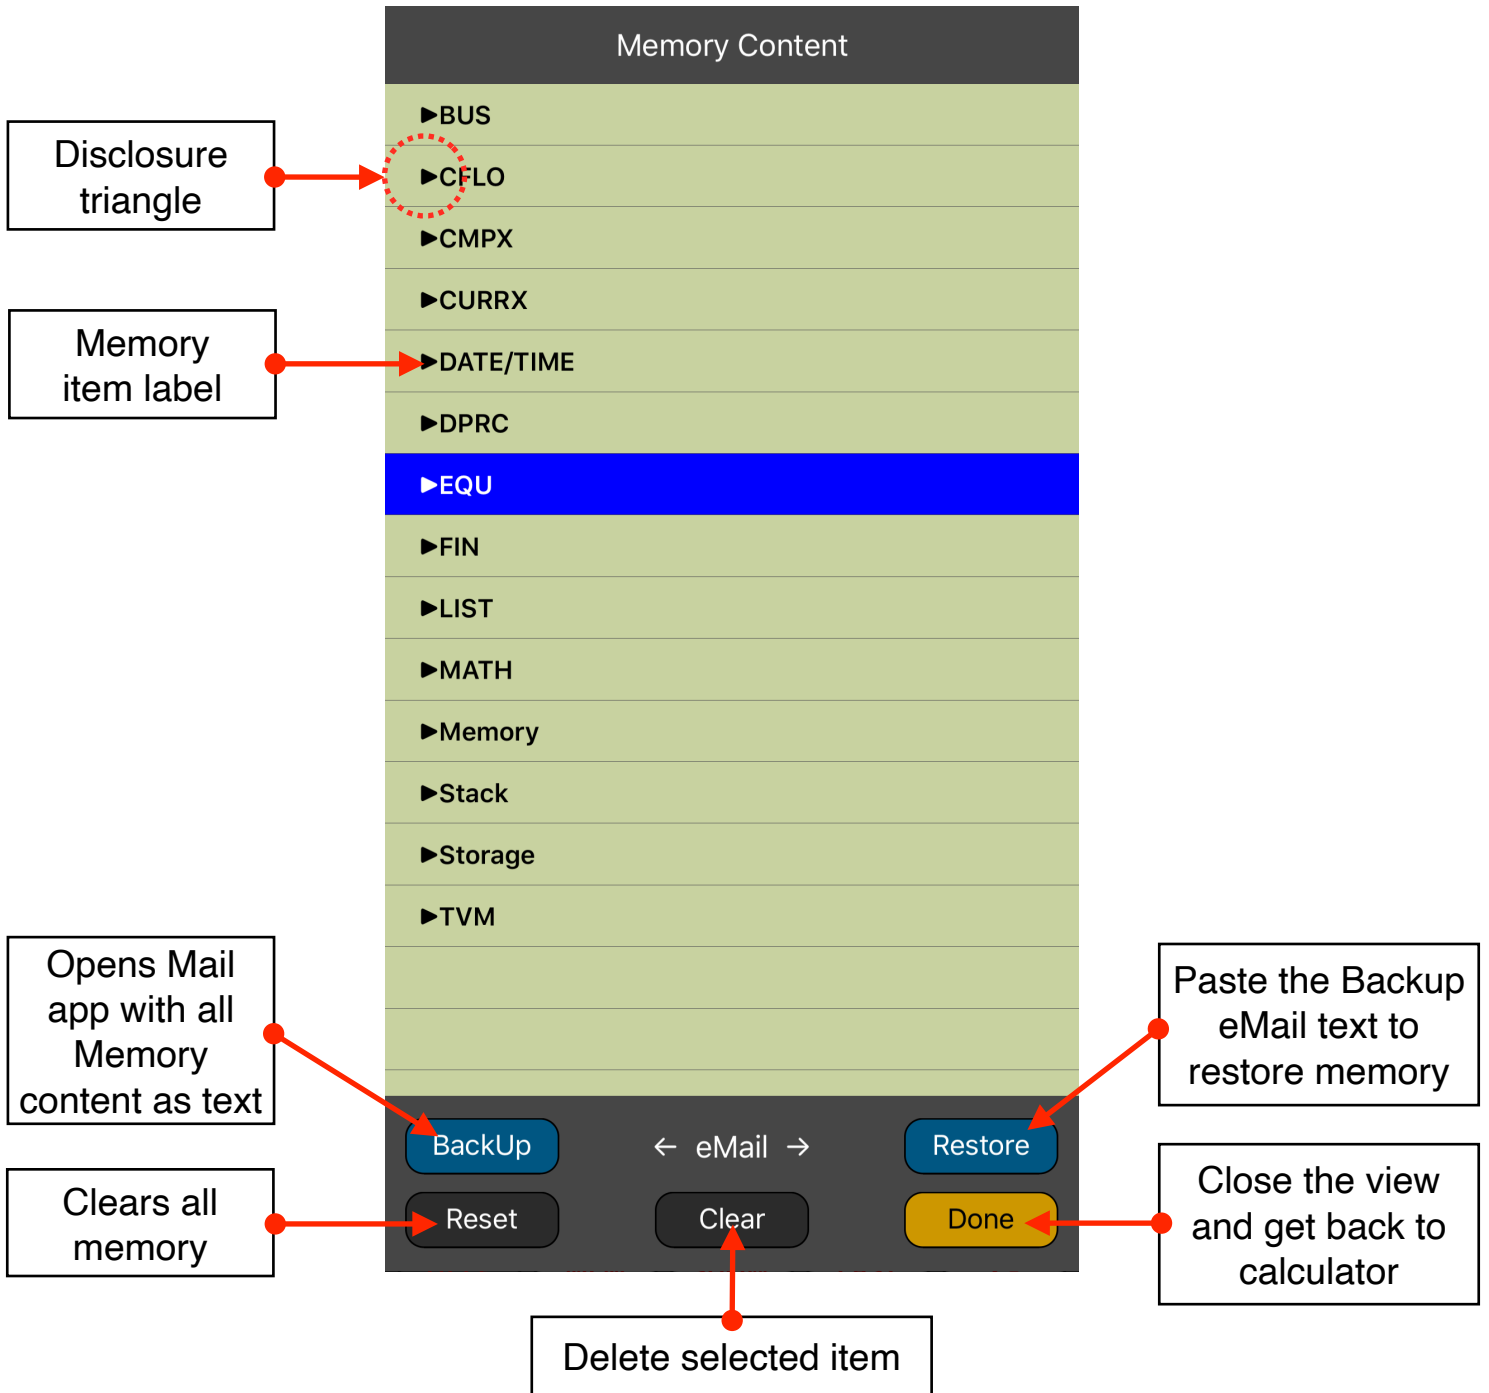 Memory Content
BUS
Disclosure
triangle
CFLO
CMPX
CURRX
Memory
item label
DATE/TIME
DPRC
EQU
FIN
LIST
MATH
Memory
Stack
Storage
TVM
Opens Mail
app with all
Memory
content as text
Paste the Backup
eMail text to
restore memory
BackUp
← eMail →
Restore
Clears all
memory
Reset
Clear
Done
Close the view
and get back to
calculator
Delete selected item